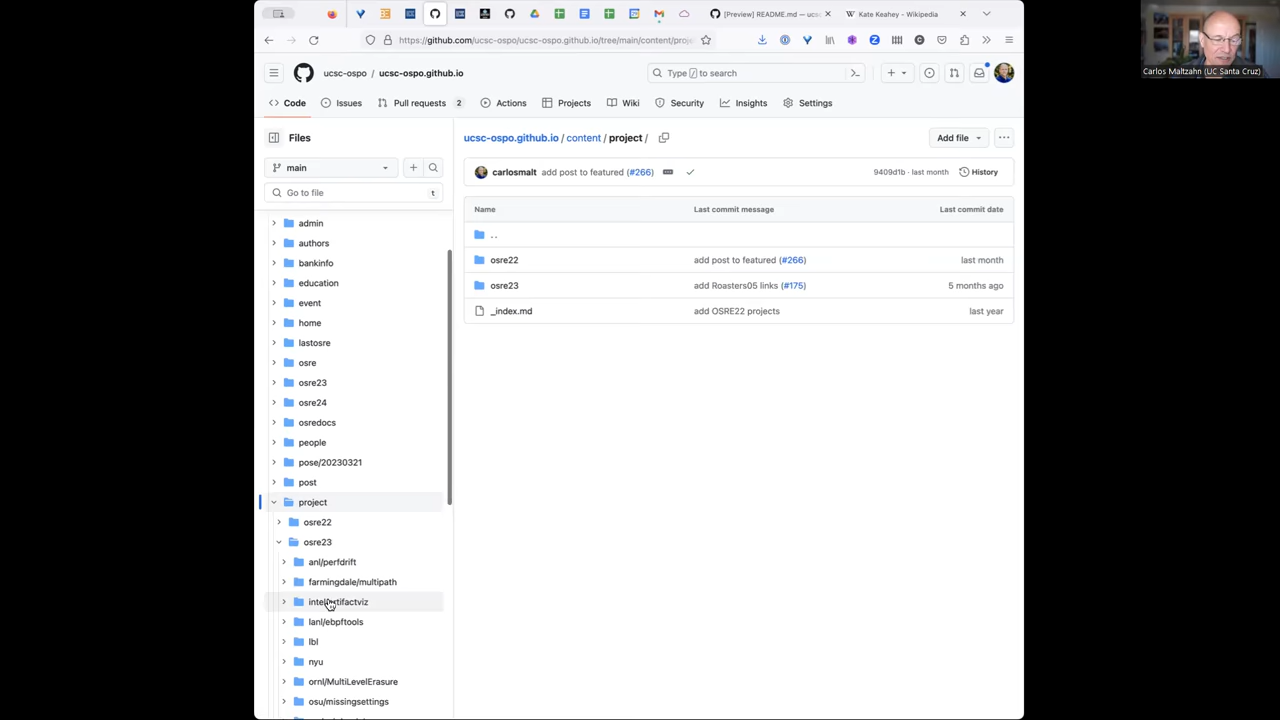 [Preview] README.md — ucsc
Kate Keahey - Wikipedia
https://github.com/ucsc-ospo/ucsc-ospo.github.io/tree/main/content/proje
Carlos Maltzahn (UC Santa Cruz)
ucsc-ospo / ucsc-ospo.github.io
Type / to search
Code
Issues
Pull requests 2
Actions
Projects
Wiki
Security
Insights
Settings
Files
ucsc-ospo.github.io / content / project /
Add file
main
carlosmalt add post to featured (#266)
9409d1b · last month
History
Go to file
t
Name Last commit message Last commit date
..
osre22 add post to featured (#266) last month
osre23 add Roasters05 links (#175) 5 months ago
_index.md add OSRE22 projects last year
admin
authors
bankinfo
education
event
home
lastosre
osre
osre23
osre24
osredocs
people
pose/20230321
post
project
osre22
osre23
anl/perfdrift
farmingdale/multipath
intel/artifactviz
lanl/ebpftools
lbl
nyu
ornl/MultiLevelErasure
osu/missingsettings